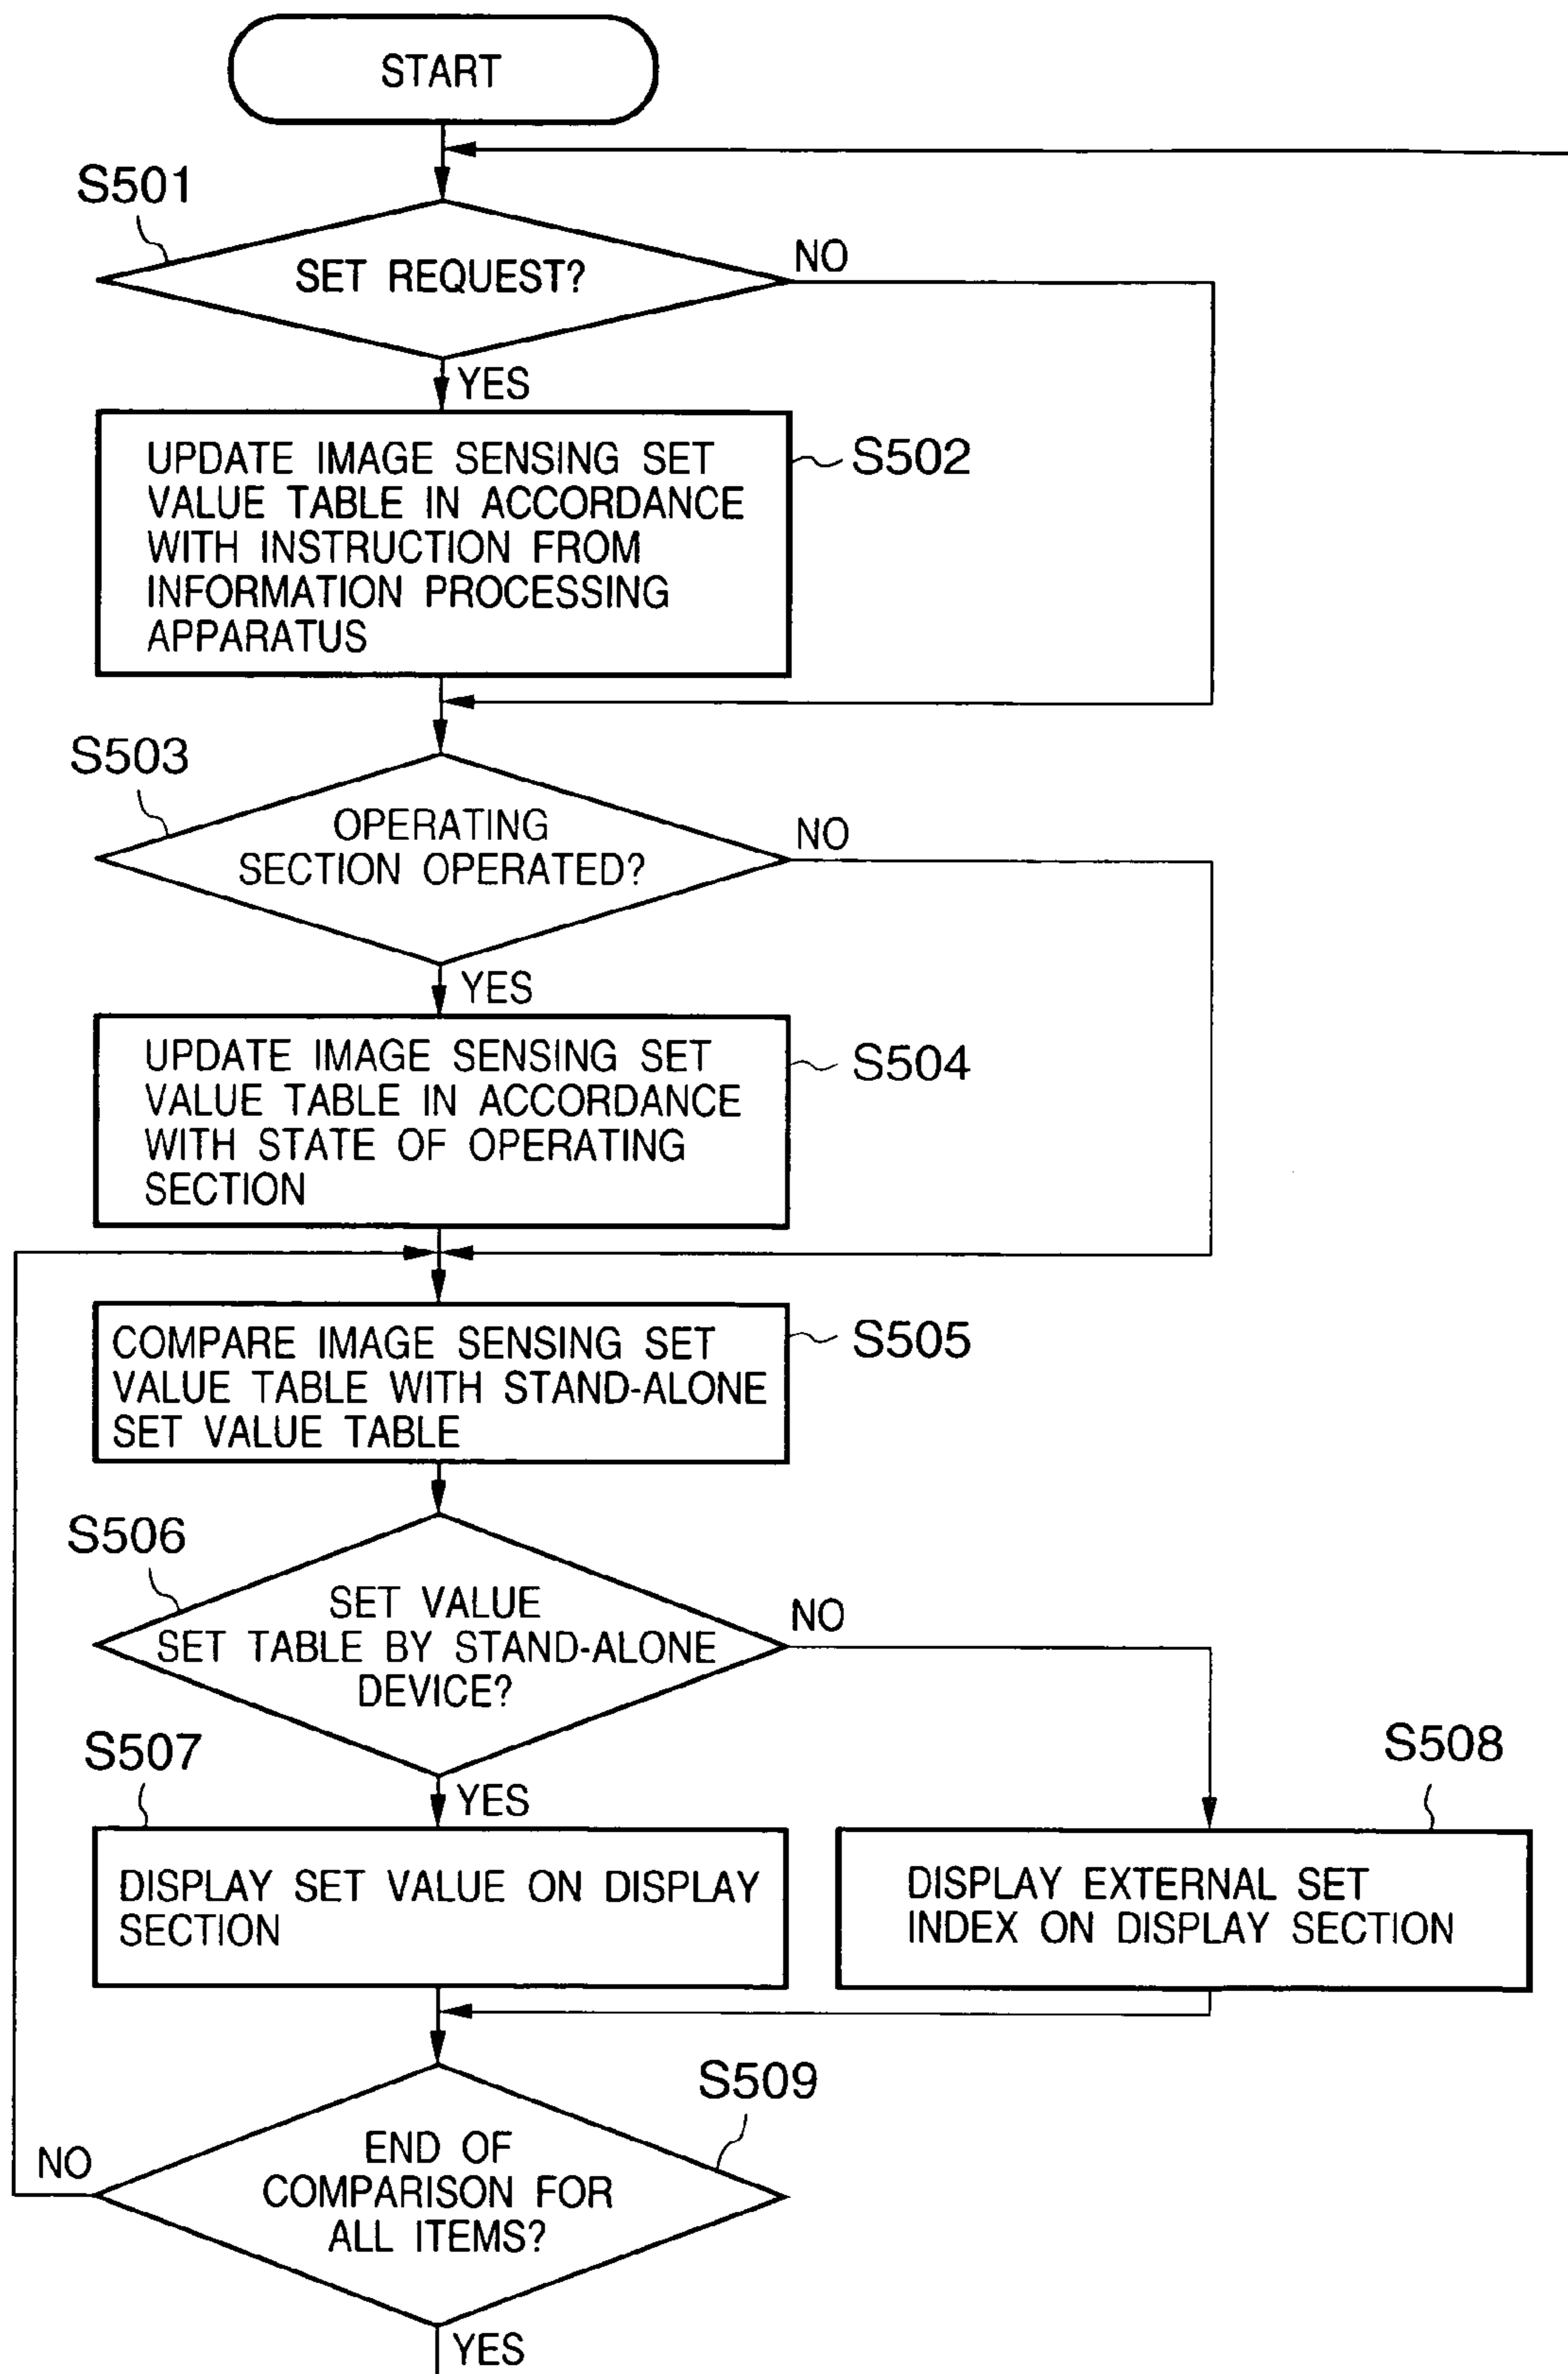 START
S501
SET REQUEST?
NO
YES
UPDATE IMAGE SENSING SET
VALUE TABLE IN ACCORDANCE
WITH INSTRUCTION FROM
INFORMATION PROCESSING
APPARATUS
S502
S503
OPERATING
SECTION OPERATED?
NO
YES
UPDATE IMAGE SENSING SET
VALUE TABLE IN ACCORDANCE
WITH STATE OF OPERATING
SECTION
S504
COMPARE IMAGE SENSING SET
VALUE TABLE WITH STAND-ALONE
SET VALUE TABLE
S505
S506
SET VALUE
SET TABLE BY STAND-ALONE
DEVICE?
NO
YES
S507
DISPLAY SET VALUE ON DISPLAY
SECTION
S508
DISPLAY EXTERNAL SET
INDEX ON DISPLAY SECTION
S509
END OF
COMPARISON FOR
ALL ITEMS?
NO
YES